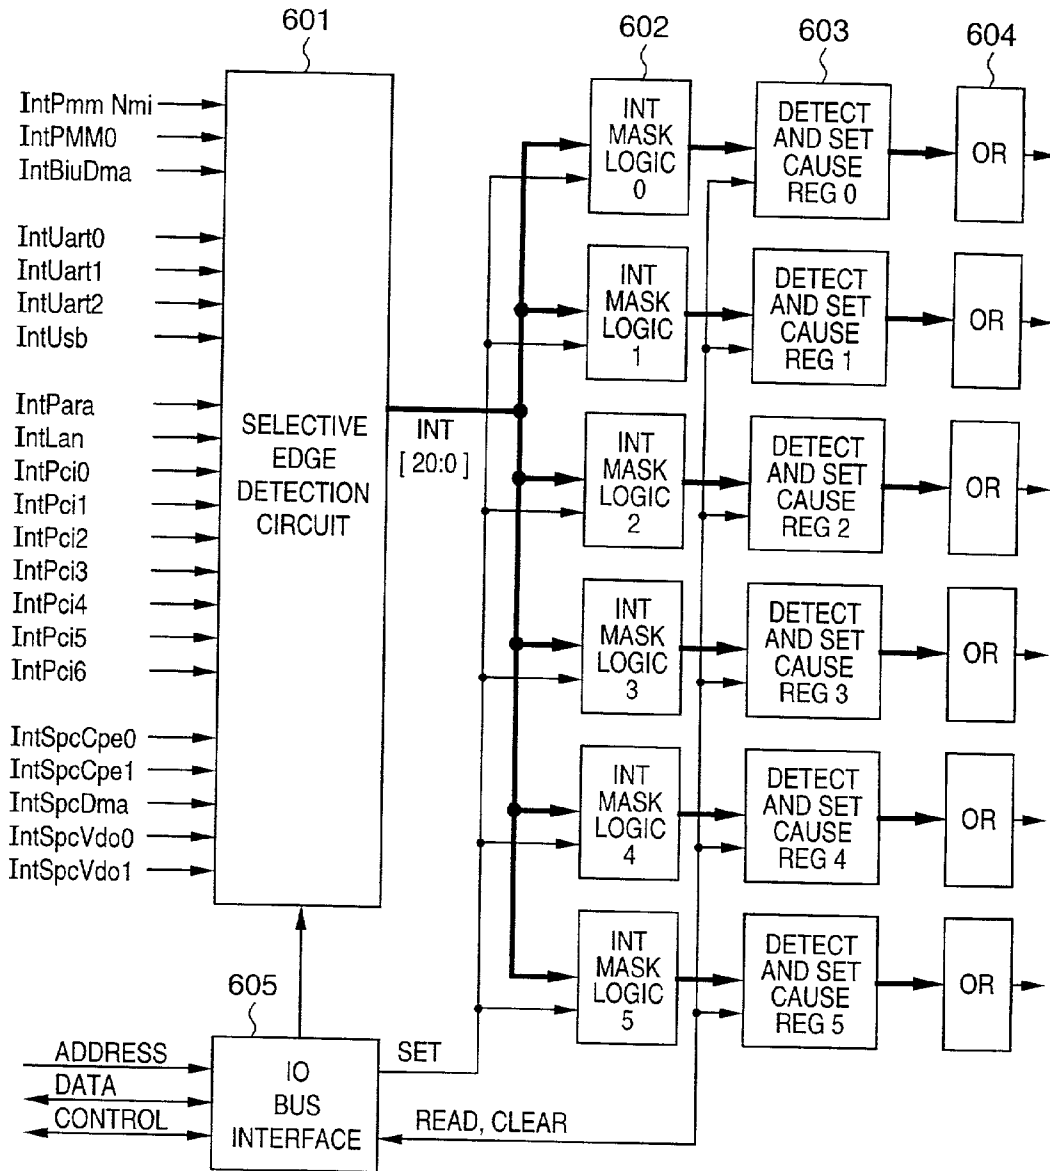 601
602
603
604
IntPmm Nmi
IntPMM0
IntBiuDma
IntUart0
IntUart1
IntUart2
IntUsb
IntPara
IntLan
IntPci0
IntPci1
IntPci2
IntPci3
IntPci4
IntPci5
IntPci6
IntSpcCpe0
IntSpcCpe1
IntSpcDma
IntSpcVdo0
IntSpcVdo1
SELECTIVE
EDGE
DETECTION
CIRCUIT
INT
[ 20:0 ]
INT
MASK
LOGIC
0
DETECT
AND SET
CAUSE
REG 0
OR
INT
MASK
LOGIC
1
DETECT
AND SET
CAUSE
REG 1
OR
INT
MASK
LOGIC
2
DETECT
AND SET
CAUSE
REG 2
OR
INT
MASK
LOGIC
3
DETECT
AND SET
CAUSE
REG 3
OR
INT
MASK
LOGIC
4
DETECT
AND SET
CAUSE
REG 4
OR
INT
MASK
LOGIC
5
DETECT
AND SET
CAUSE
REG 5
OR
605
ADDRESS
DATA
CONTROL
IO
BUS
INTERFACE
SET
READ, CLEAR